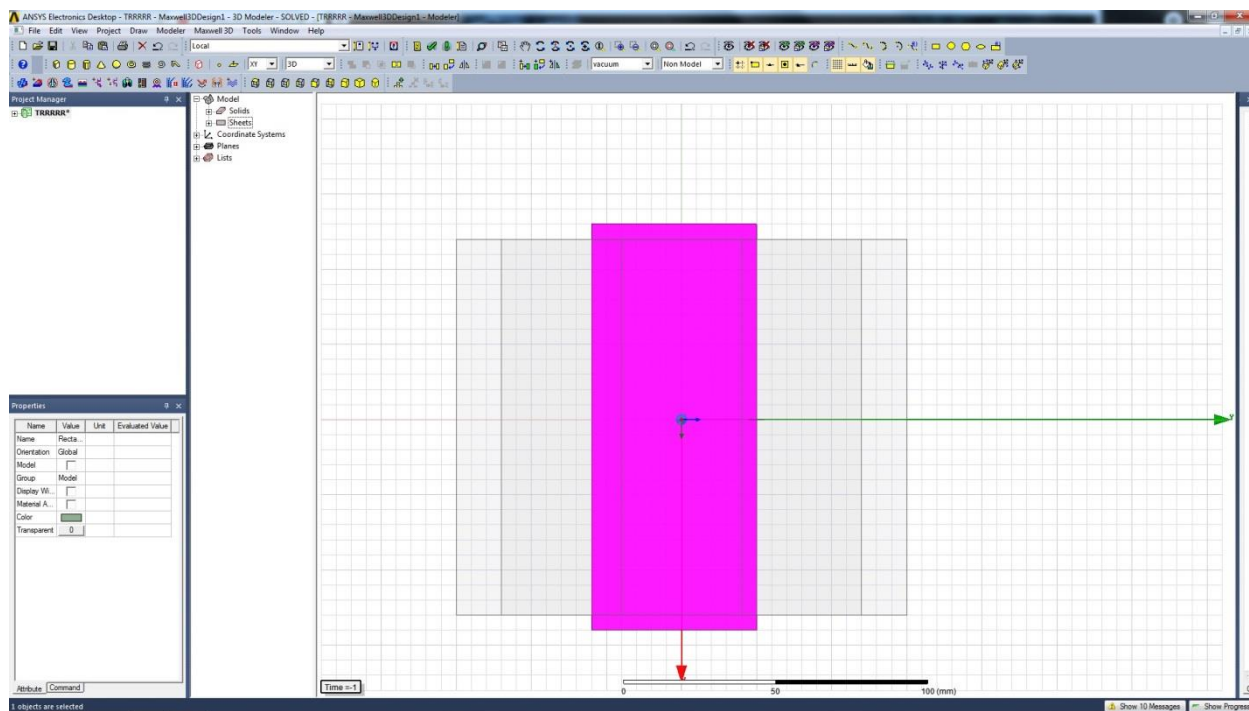 ANSYS Electronics Desktop - TRRRRR - Maxwell3DDesign1 - 3D Modeler - SOLVED - [TRRRRR - Maxwell3DDesign1 - Modeler]
File Edit View Project Draw Modeler Maxwell 3D Tools Window Help
Local
XY 3D vacuum Non Model
Project Manager
TRRRRR*
Model
Solids
Sheets
Coordinate Systems
Planes
Lists
Properties
Name Value Unit Evaluated Value
Name Recta...
Orientation Global
Model
Group Model
Display Wi...
Material A...
Color
Transparent 0
Attribute Command
Y
Time =-1
0 50 100 (mm)
1 objects are selected
Show 10 Messages Show Progress